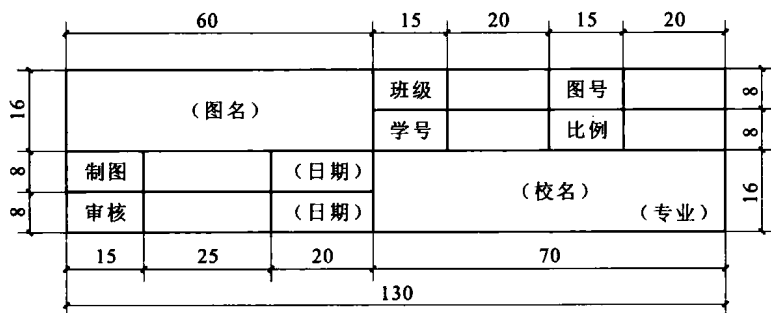 60 15 20 15 20
班级 图号 8
16 （图名）
学号 比例 8
8 制图 （日期）
（校名） 16
8 审核 （日期） （专业）
15 25 20 70
130